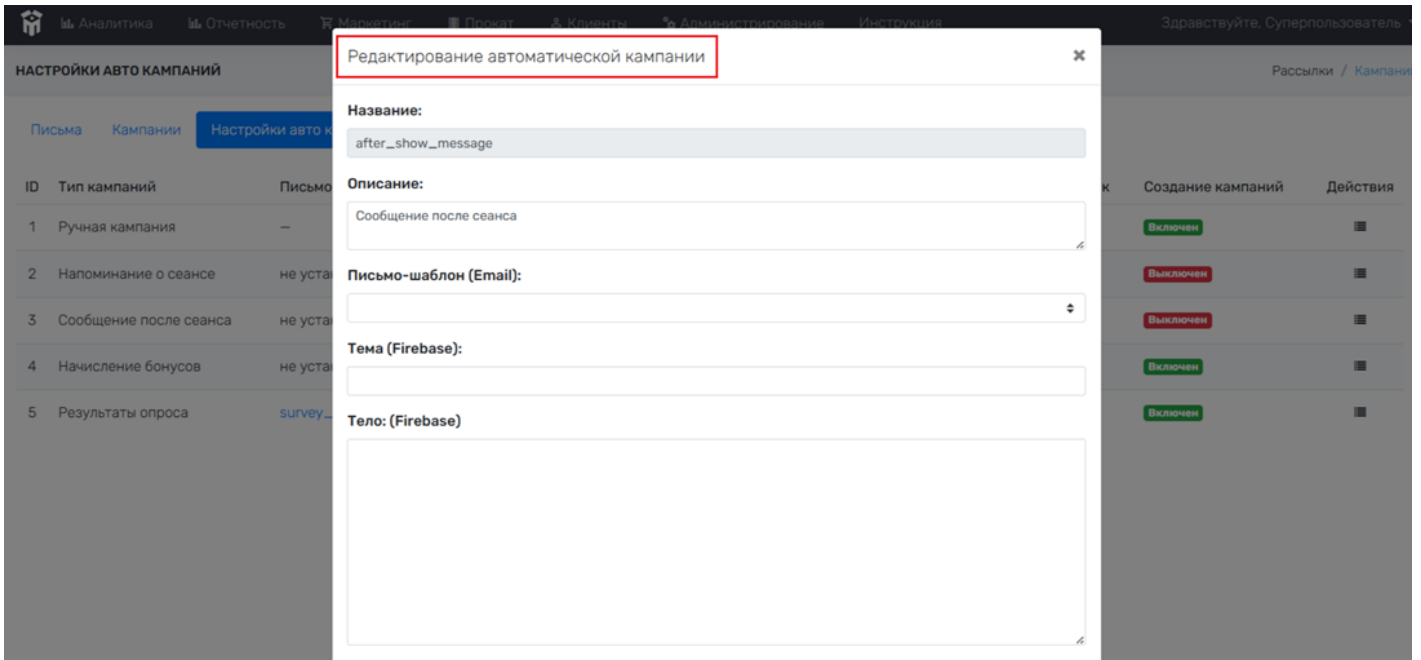 Аналитика Отчетность Маркетинг Прокат Клиенты Администрирование Инструкция Здравствуйте, Суперпользователь
Редактирование автоматической кампании ×
НАСТРОЙКИ АВТО КАМПАНИЙ Рассылки / Кампании
Название:
Письма Кампании Настройки авто к
after_show_message
ID Тип кампаний Письмо Описание: к Создание кампаний Действия
Сообщение после сеанса
1 Ручная кампания — Включен
2 Напоминание о сеансе не уста Письмо-шаблон (Email): Выключен
3 Сообщение после сеанса не уста Выключен
Тема (Firebase):
4 Начисление бонусов не уста Включен
5 Результаты опроса survey_ Включен
Тело: (Firebase)